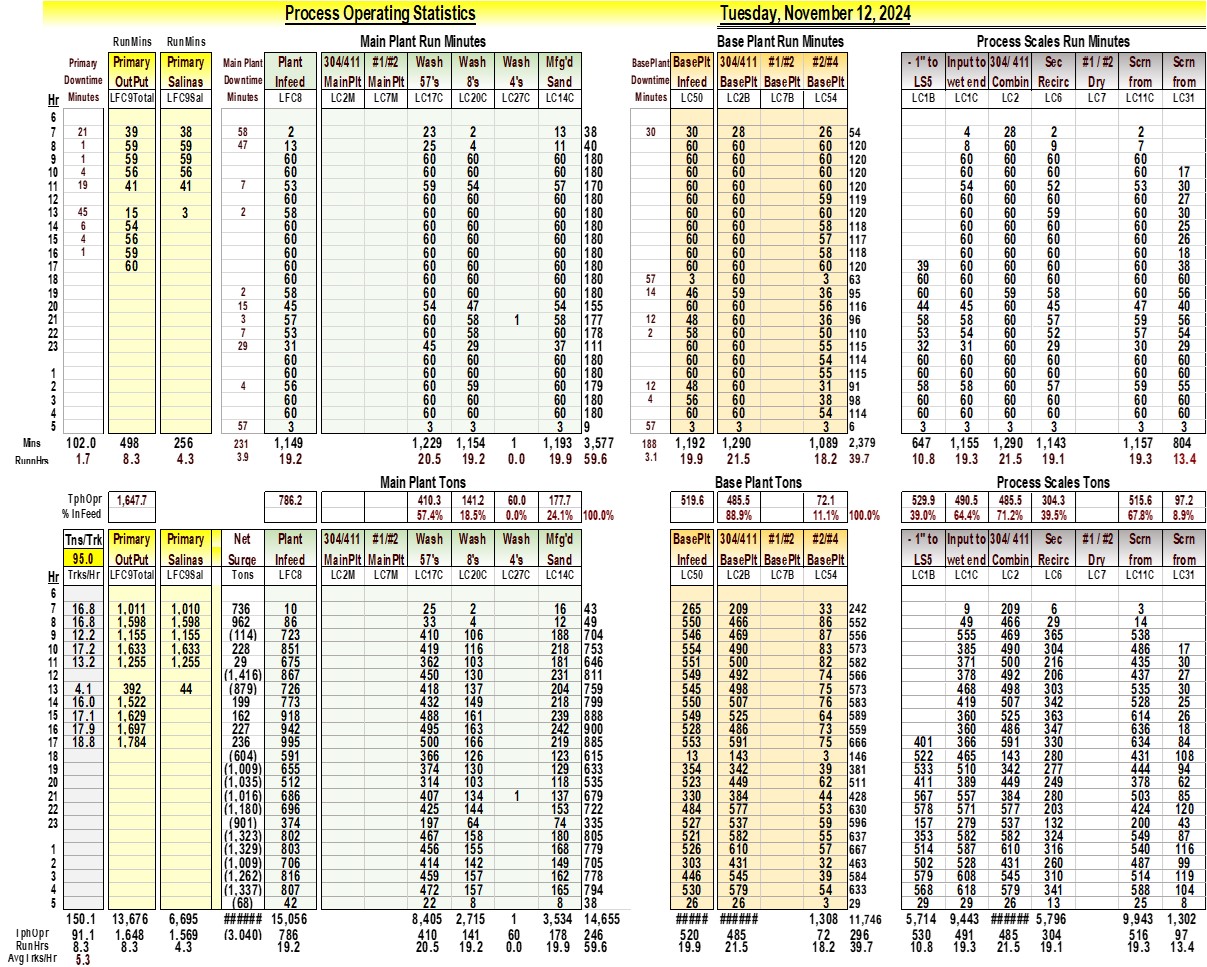 Process Operating Statistics Tuesday, November 12, 2024
RunMins RunMins Main Plant Run Minutes Base Plant Run Minutes Process Scales Run Minutes
Primary Primary Primary Main Plant Plant 304/411 #1/#2 Wash Wash Wash Mfg'd BasePlant BasePlt 304/411 #1/#2 #2/#4 - 1" to Input to 304/ 411 Sec #1 / #2 Scrn Scrn
Downtime OutPut Salinas Downtime Infeed MainPlt MainPlt 57's 8's 4's Sand Downtime Infeed BasePlt BasePlt BasePlt LS5 wet end Combin Recirc Dry from from
Hr Minutes LFC9Total LFC9Sal Minutes LFC8 LC2M LC7M LC17C LC20C LC27C LC14C Minutes LC50 LC2B LC7B LC54 LC1B LC1C LC2 LC6 LC7 LC11C LC31
6
7 21 39 38 58 2 23 2 13 38 30 30 28 26 54 4 28 2 2
8 1 59 59 47 13 25 4 11 40 60 60 60 120 8 60 9 7
9 1 59 59 60 60 60 60 180 60 60 60 120 60 60 60 60
10 4 56 56 60 60 60 60 180 60 60 60 120 60 60 60 60 17
11 19 41 41 7 53 59 54 57 170 60 60 60 120 54 60 52 53 30
12 60 60 60 60 180 60 60 59 119 60 60 60 60 27
13 45 15 3 2 58 60 60 60 180 60 60 60 120 60 60 59 60 30
14 6 54 60 60 60 60 180 60 60 58 118 60 60 60 60 25
15 4 56 60 60 60 60 180 60 60 57 117 60 60 60 60 26
16 1 59 60 60 60 60 180 60 60 58 118 60 60 60 60 18
17 60 60 60 60 60 180 60 60 60 120 39 60 60 60 60 38
18 60 60 60 60 180 57 3 60 3 63 60 60 60 60 60 60
19 2 58 60 60 60 180 14 46 59 36 95 60 60 59 58 60 56
20 15 45 54 47 54 155 60 60 56 116 44 45 60 45 47 40
21 3 57 60 58 1 58 177 12 48 60 36 96 58 58 60 57 59 56
22 7 53 60 58 60 178 2 58 60 50 110 53 54 60 52 57 54
23 29 31 45 29 37 111 60 60 55 115 32 31 60 29 30 29
60 60 60 60 180 60 60 54 114 60 60 60 60 60 60
1 60 60 60 60 180 60 60 55 115 60 60 60 60 60 60
2 4 56 60 59 60 179 12 48 60 31 91 58 58 60 57 59 55
3 60 60 60 60 180 4 56 60 38 98 60 60 60 60 60 60
4 60 60 60 60 180 60 60 54 114 60 60 60 60 60 60
5 57 3 3 3 3 9 57 3 3 3 6 3 3 3 3 3 3
Mins 102.0 498 256 231 1,149 1,229 1,154 1 1,193 3,577 188 1,192 1,290 1,089 2,379 647 1,155 1,290 1,143 1,157 804
RunnHrs 1.7 8.3 4.3 3.9 19.2 20.5 19.2 0.0 19.9 59.6 3.1 19.9 21.5 18.2 39.7 10.8 19.3 21.5 19.1 19.3 13.4
Main Plant Tons Base Plant Tons Process Scales Tons
TphOpr 1,647.7 786.2 410.3 141.2 60.0 177.7 519.6 485.5 72.1 529.9 490.5 485.5 304.3 515.6 97.2
% InFeed 57.4% 18.5% 0.0% 24.1% 100.0% 88.9% 11.1% 100.0% 39.0% 64.4% 71.2% 39.5% 67.8% 8.9%
Tns/Trk Primary Primary Net Plant 304/411 #1/#2 Wash Wash Wash Mfg'd BasePlt 304/411 #1/#2 #2/#4 - 1" to Input to 304/ 411 Sec #1 / #2 Scrn Scrn
95.0 OutPut Salinas Surge Infeed MainPlt MainPlt 57's 8's 4's Sand Infeed BasePlt BasePlt BasePlt LS5 wet end Combin Recirc Dry from from
Hr Trks/Hr LFC9Total LFC9Sal Tons LFC8 LC2M LC7M LC17C LC20C LC27C LC14C LC50 LC2B LC7B LC54 LC1B LC1C LC2 LC6 LC7 LC11C LC31
6
7 16.8 1,011 1,010 736 10 25 2 16 43 265 209 33 242 9 209 6 3
8 16.8 1,598 1,598 962 86 33 4 12 49 550 466 86 552 49 466 29 14
9 12.2 1,155 1,155 (114) 723 410 106 188 704 546 469 87 556 555 469 365 538
10 17.2 1,633 1,633 228 851 419 116 218 753 554 490 83 573 385 490 304 486 17
11 13.2 1,255 1,255 29 675 362 103 181 646 551 500 82 582 371 500 216 435 30
12 (1,416) 867 450 130 231 811 549 492 74 566 378 492 206 437 27
13 4.1 392 44 (879) 726 418 137 204 759 545 498 75 573 468 498 303 535 30
14 16.0 1,522 199 773 432 149 218 799 550 507 76 583 419 507 342 528 25
15 17.1 1,629 162 918 488 161 239 888 549 525 64 589 360 525 363 614 26
16 17.9 1,697 227 942 495 163 242 900 528 486 73 559 360 486 347 636 18
17 18.8 1,784 236 995 500 166 219 885 553 591 75 666 401 366 591 330 634 84
18 (604) 591 366 126 123 615 13 143 3 146 522 465 143 280 431 108
19 (1,009) 655 374 130 129 633 354 342 39 381 533 510 342 277 444 94
20 (1,035) 512 314 103 118 535 523 449 62 511 411 389 449 249 378 62
21 (1,016) 686 407 134 1 137 679 330 384 44 428 567 557 384 280 503 85
22 (1,180) 696 425 144 153 722 484 577 53 630 578 571 577 203 424 120
23 (901) 374 197 64 74 335 527 537 59 596 157 279 537 132 200 43
(1,323) 802 467 158 180 805 521 582 55 637 353 582 582 324 549 87
1 (1,329) 803 456 155 168 779 526 610 57 667 514 587 610 316 540 116
2 (1,009) 706 414 142 149 705 303 431 32 463 502 528 431 260 487 99
3 (1,262) 816 459 157 162 778 446 545 39 584 579 608 545 310 514 119
4 (1,337) 807 472 157 165 794 530 579 54 633 568 618 579 341 588 104
5 (68) 42 22 8 8 38 26 26 3 29 29 29 26 13 25 8
150.1 13,676 6,695 ###### 15,056 8,405 2,715 1 3,534 14,655 ##### ###### 1,308 11,746 5,714 9,443 ###### 5,796 9,943 1,302
TphOpr 91.1 1,648 1,569 (3,040) 786 410 141 60 178 246 520 485 72 296 530 491 485 304 516 97
RunHrs 8.3 8.3 4.3 19.2 20.5 19.2 0.0 19.9 59.6 19.9 21.5 18.2 39.7 10.8 19.3 21.5 19.1 19.3 13.4
Avg Trks/Hr 5.3